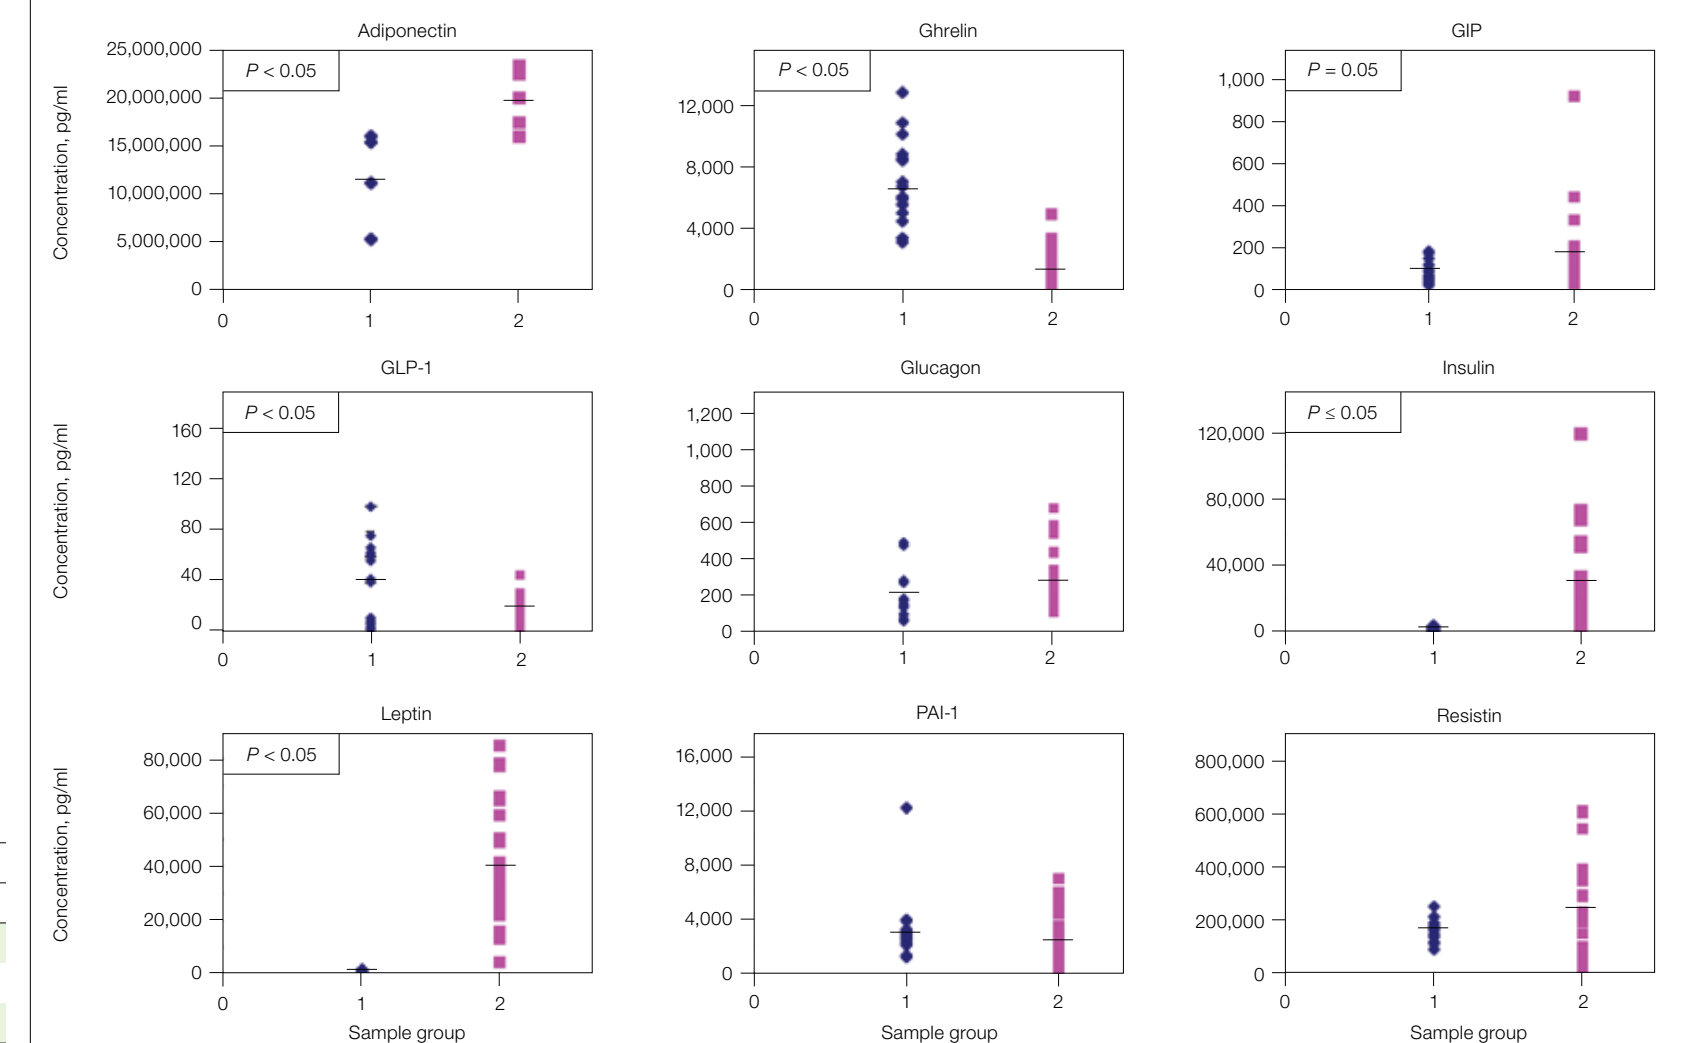 Adiponectin
Concentration, pg/ml
25,000,000
20,000,000
15,000,000
10,000,000
5,000,000
0
P < 0.05
0 1 2
Ghrelin
12,000
8,000
4,000
0
P < 0.05
0 1 2
GIP
1,000
800
600
400
200
0
P = 0.05
0 1 2
GLP-1
Concentration, pg/ml
160
120
80
40
0
P < 0.05
0 1 2
Glucagon
1,200
1,000
800
600
400
200
0
0 1 2
Insulin
120,000
80,000
40,000
0
P ≤ 0.05
0 1 2
Leptin
Concentration, pg/ml
80,000
60,000
40,000
20,000
0
P < 0.05
0 1 2
Sample group
PAI-1
16,000
12,000
8,000
4,000
0
0 1 2
Sample group
Resistin
800,000
600,000
400,000
200,000
0
0 1 2
Sample group